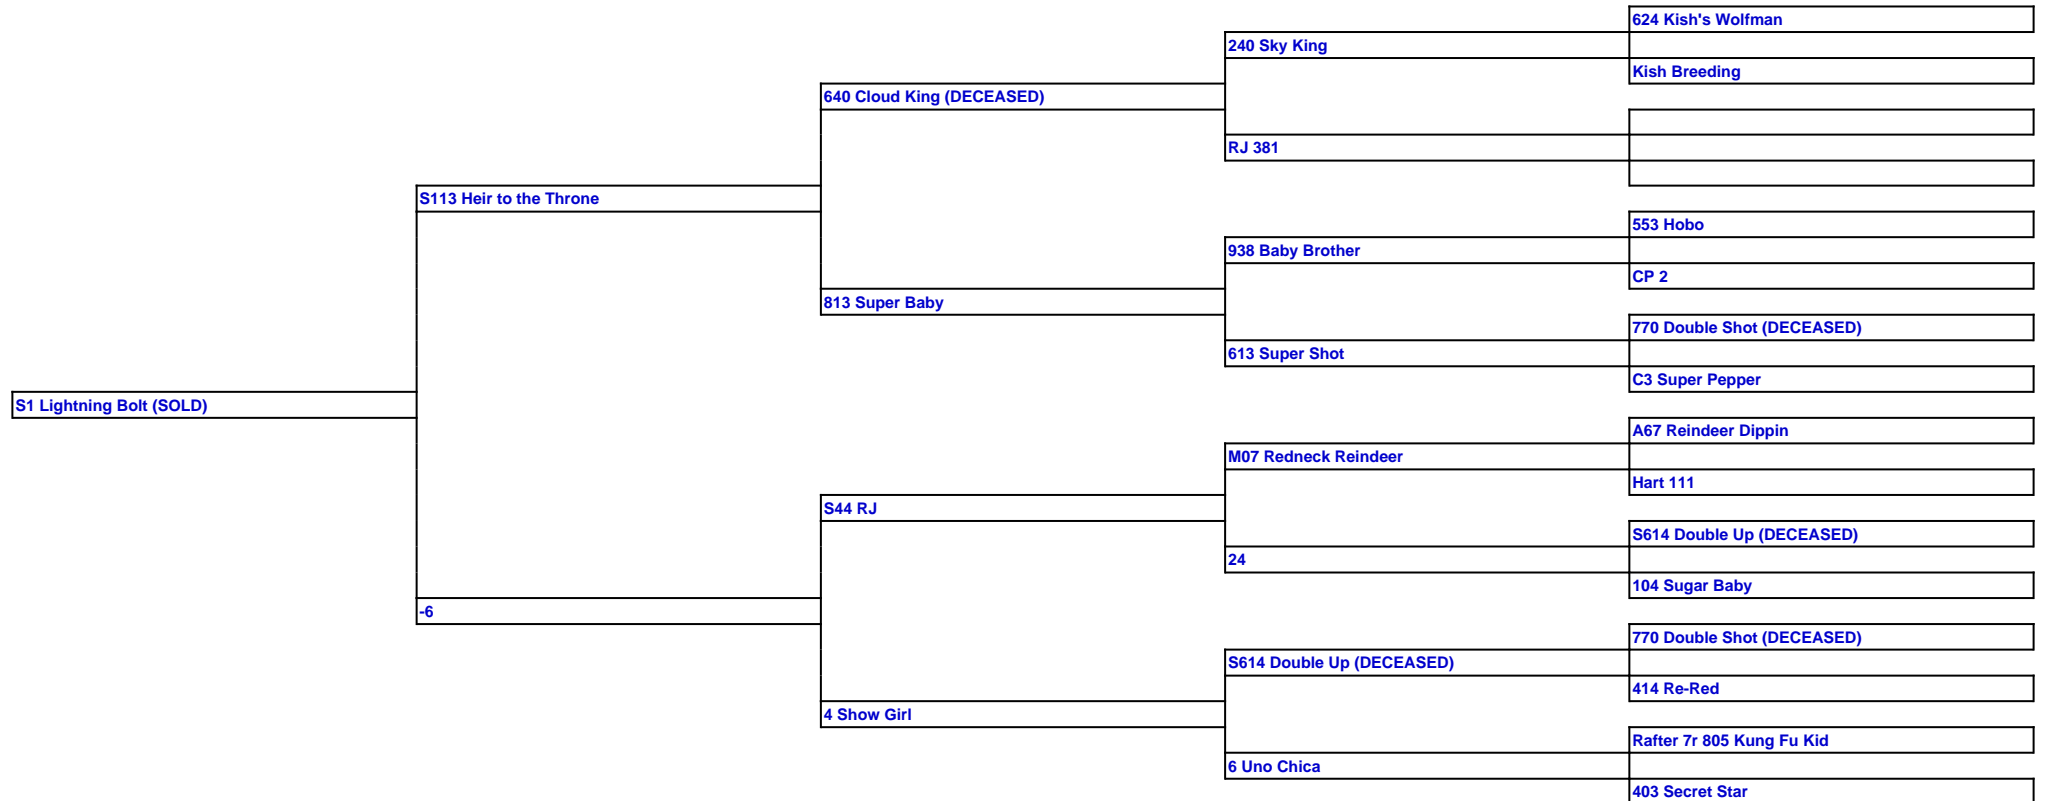 624 Kish's Wolfman
240 Sky King
Kish Breeding
640 Cloud King (DECEASED)
RJ 381
S113 Heir to the Throne
553 Hobo
938 Baby Brother
CP 2
813 Super Baby
770 Double Shot (DECEASED)
613 Super Shot
C3 Super Pepper
S1 Lightning Bolt (SOLD)
A67 Reindeer Dippin
M07 Redneck Reindeer
Hart 111
S44 RJ
S614 Double Up (DECEASED)
24
104 Sugar Baby
-6
770 Double Shot (DECEASED)
S614 Double Up (DECEASED)
414 Re-Red
4 Show Girl
Rafter 7r 805 Kung Fu Kid
6 Uno Chica
403 Secret Star